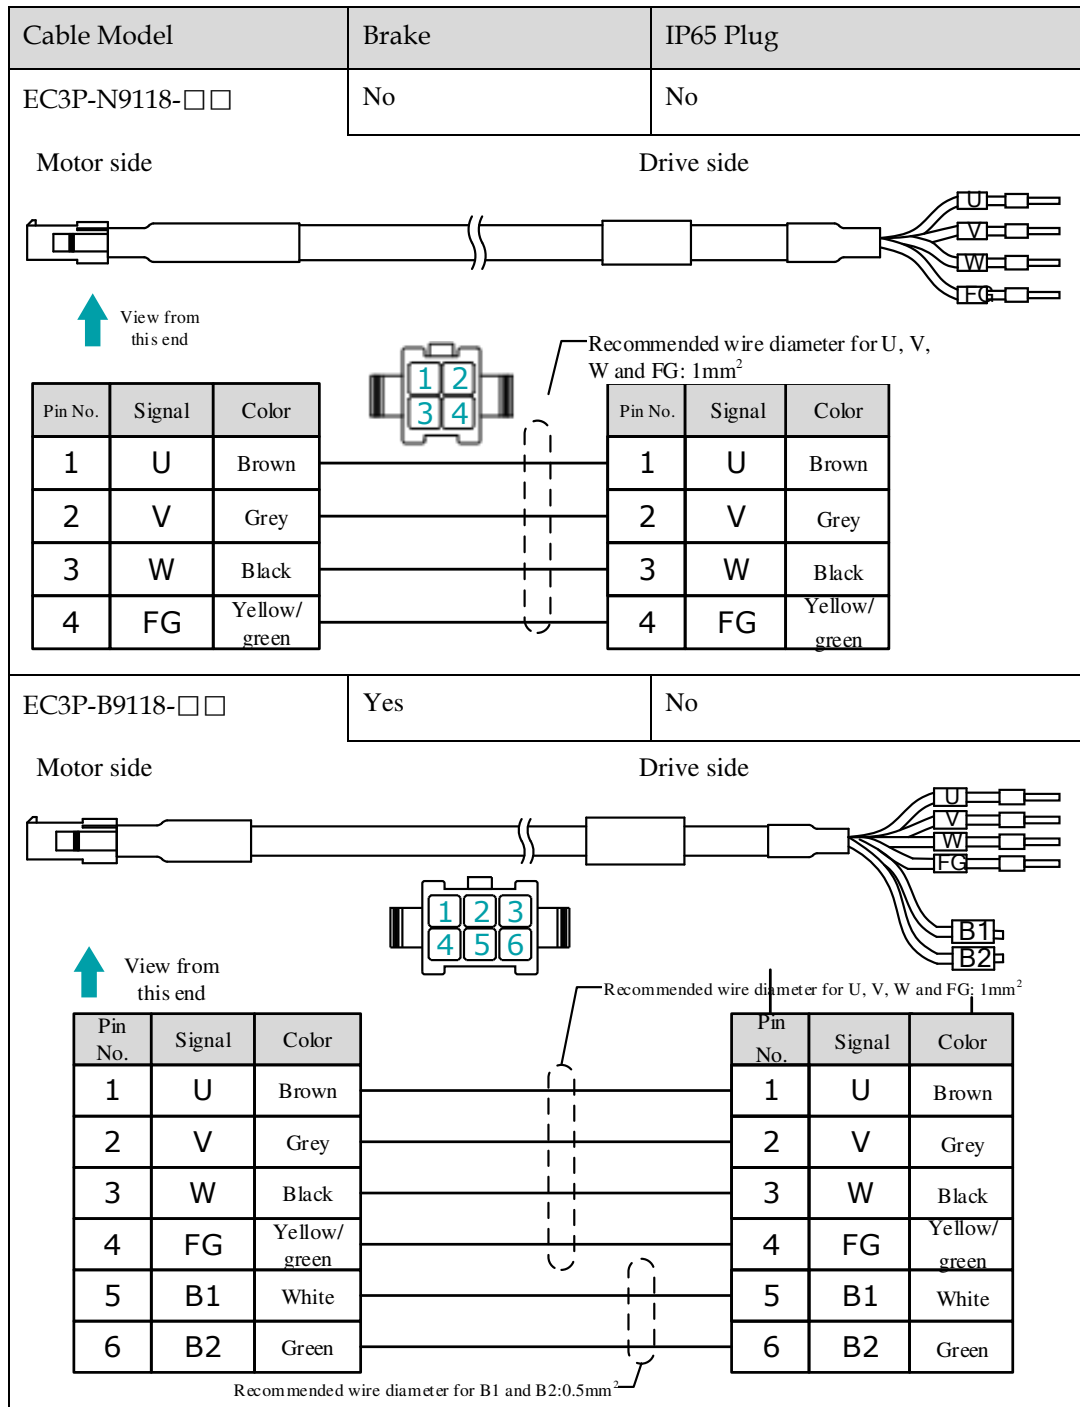 Cable Model Brake IP65 Plug
EC3P-N9118-□□ No No
Motor side Drive side
U
V
W
FG
View from
this end
1 2
3 4
Recommended wire diameter for U, V,
W and FG: 1mm²
Pin No. Signal Color Pin No. Signal Color
1 U Brown 1 U Brown
2 V Grey 2 V Grey
3 W Black 3 W Black
4 FG Yellow/
green 4 FG Yellow/
green
EC3P-B9118-□□ Yes No
Motor side Drive side
U
V
W
FG
B1
B2
1 2 3
4 5 6
View from
this end
Recommended wire diameter for U, V, W and FG: 1mm²
Pin
No. Signal Color Pin
No. Signal Color
1 U Brown 1 U Brown
2 V Grey 2 V Grey
3 W Black 3 W Black
4 FG Yellow/
green 4 FG Yellow/
green
5 B1 White 5 B1 White
6 B2 Green 6 B2 Green
Recommended wire diameter for B1 and B2:0.5mm²